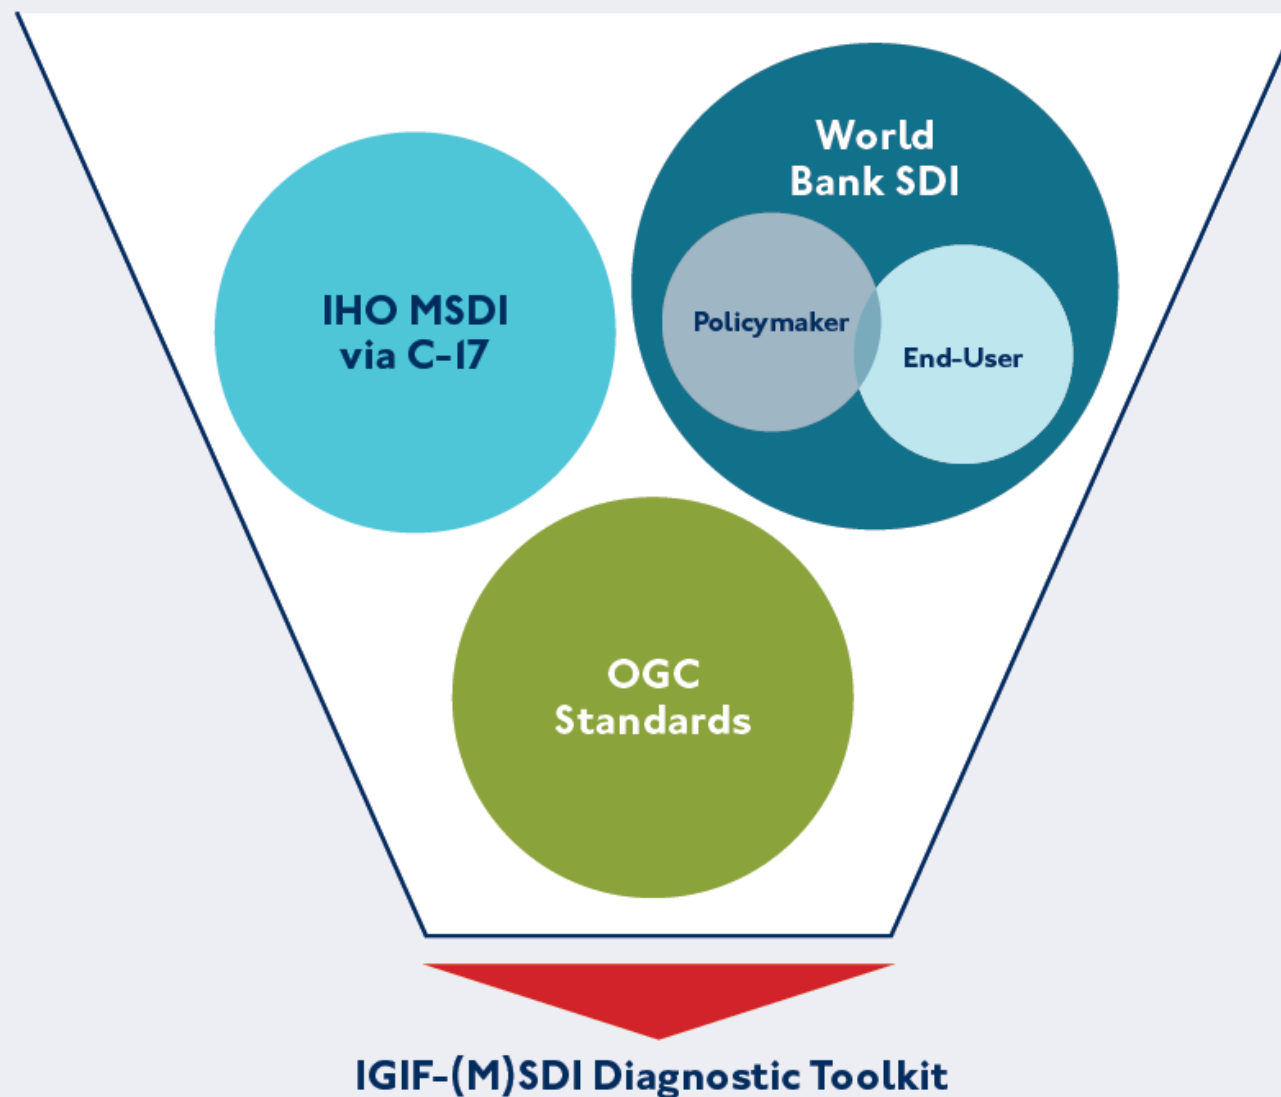 World
Bank SDI
IHO MSDI
via C-17
Policymaker
End-User
OGC
Standards
IGIF-(M)SDI Diagnostic Toolkit